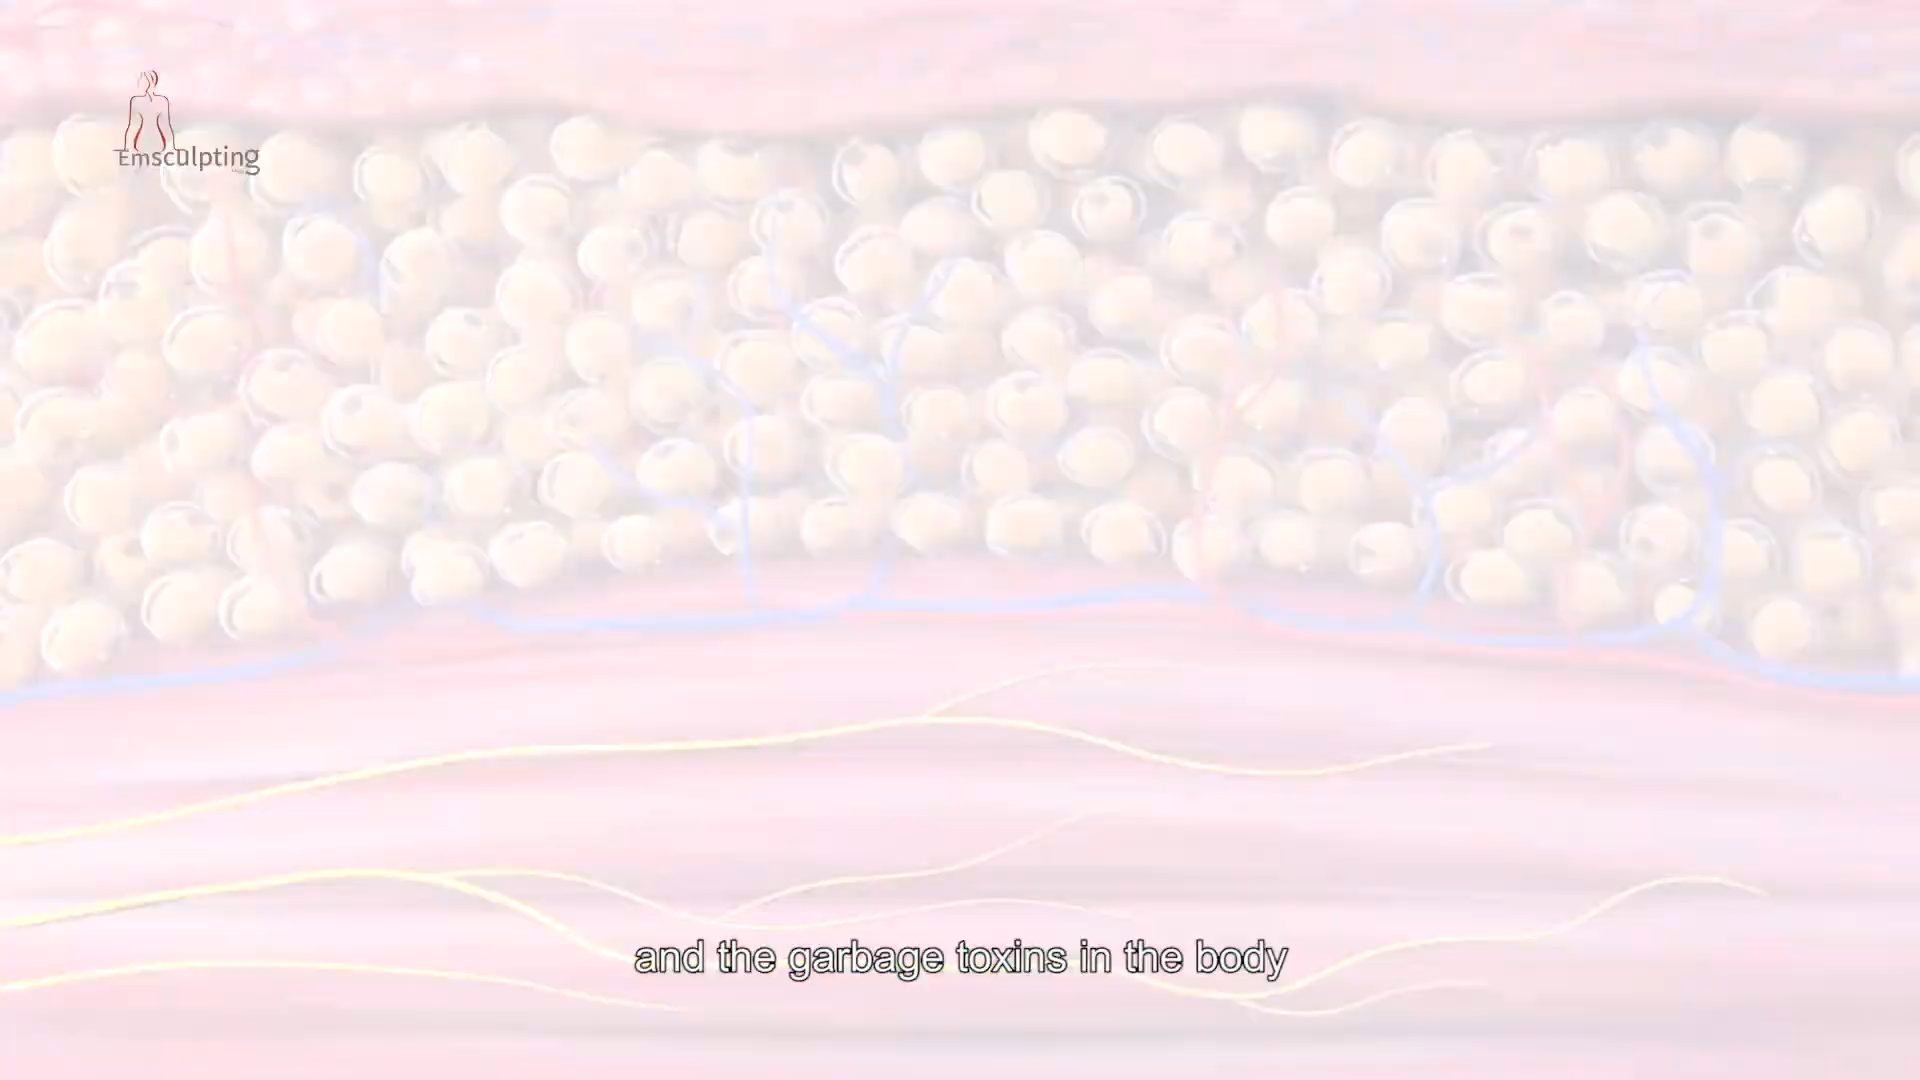 Emsculpting
and the garbage toxins in the body